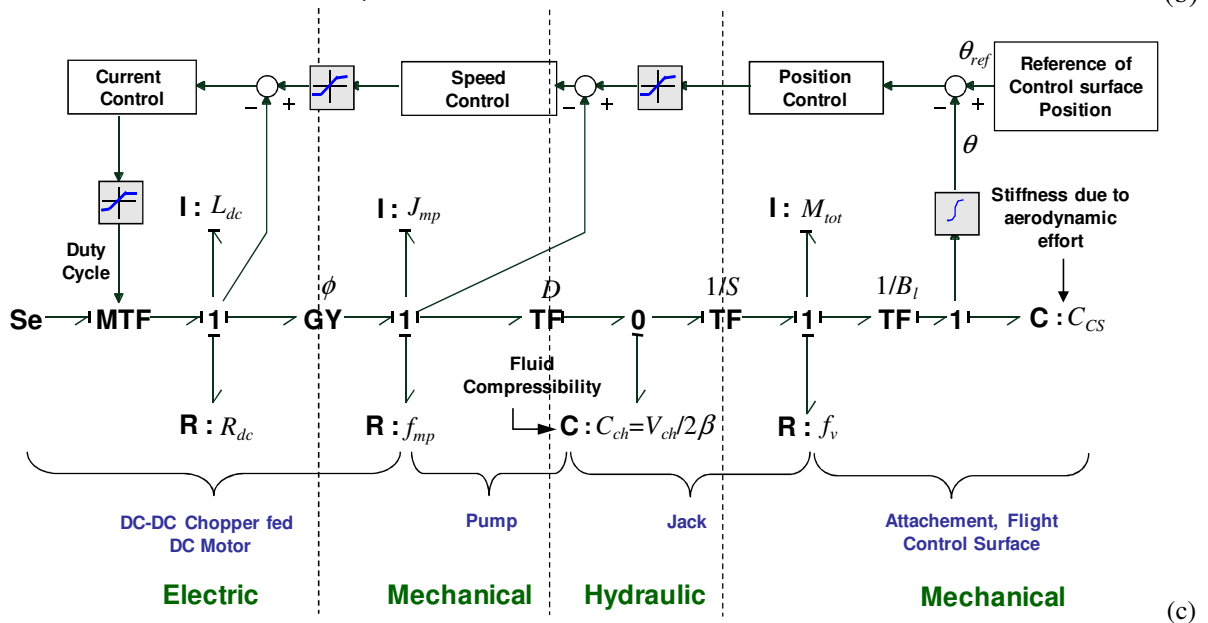 Current
Control
−
+
Speed
Control
−
+
Position
Control
−
+
θref
Reference of
Control surface
Position
θ
Stiffness due to
aerodynamic
effort
Duty
Cycle
I : Ldc
I : Jmp
I : Mtot
Se MTF 1 GY 1 TF 0 TF 1 TF 1 C : CCS
ϕ
D
1/S
1/Bl
Fluid
Compressibility
R : Rdc
R : fmp
C : Cch=Vch/2β
R : fv
DC-DC Chopper fed
DC Motor
Pump
Jack
Attachement, Flight
Control Surface
Electric
Mechanical
Hydraulic
Mechanical
(c)